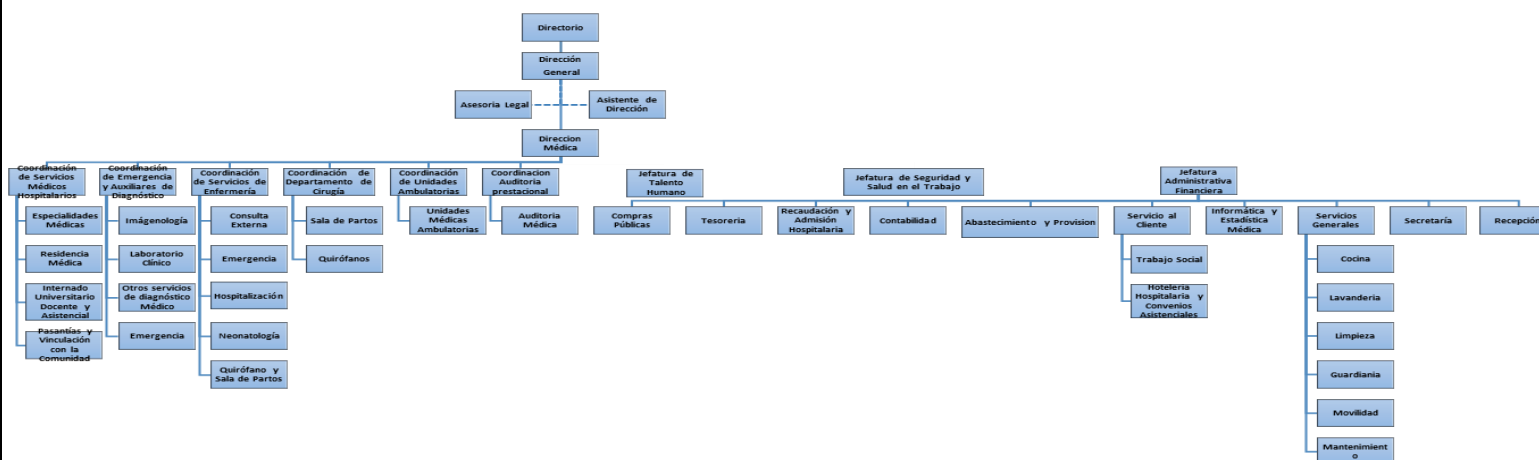 Directorio
Dirección
General
Asesoria Legal
Asistente de
Dirección
Direccion
Médica
Coordinación
de Servicios
Médicos
Hospitalarios
Coordinación
de Emergencia
y Auxiliares de
Diagnóstico
Coordinación
de Servicios de
Enfermería
Coordinación de
Departamento de
Cirugía
Coordinación
de Unidades
Ambulatorias
Coordinacion
Auditoria
prestacional
Jefatura de
Talento
Humano
Jefatura de Seguridad y
Salud en el Trabajo
Jefatura
Administrativa
Financiera
Especialidades
Médicas
Imágenología
Consulta
Externa
Sala de Partos
Unidades
Médicas
Ambulatorias
Auditoria
Médica
Compras
Públicas
Tesoreria
Recaudación y
Admisión
Hospitalaria
Contabilidad
Abastecimiento y Provision
Servicio al
Cliente
Informática y
Estadística
Médica
Servicios
Generales
Secretaría
Recepción
Residencia
Médica
Laboratorio
Clínico
Emergencia
Quirófanos
Trabajo Social
Cocina
Internado
Universitario
Docente y
Asistencial
Otros servicios
de diagnóstico
Médico
Hospitalización
Hoteleria
Hospitalaria y
Convenios
Asistenciales
Lavanderia
Pasantías y
Vinculación
con la
Comunidad
Emergencia
Neonatología
Limpieza
Quirófano y
Sala de Partos
Guardiania
Movilidad
Mantenimient
o